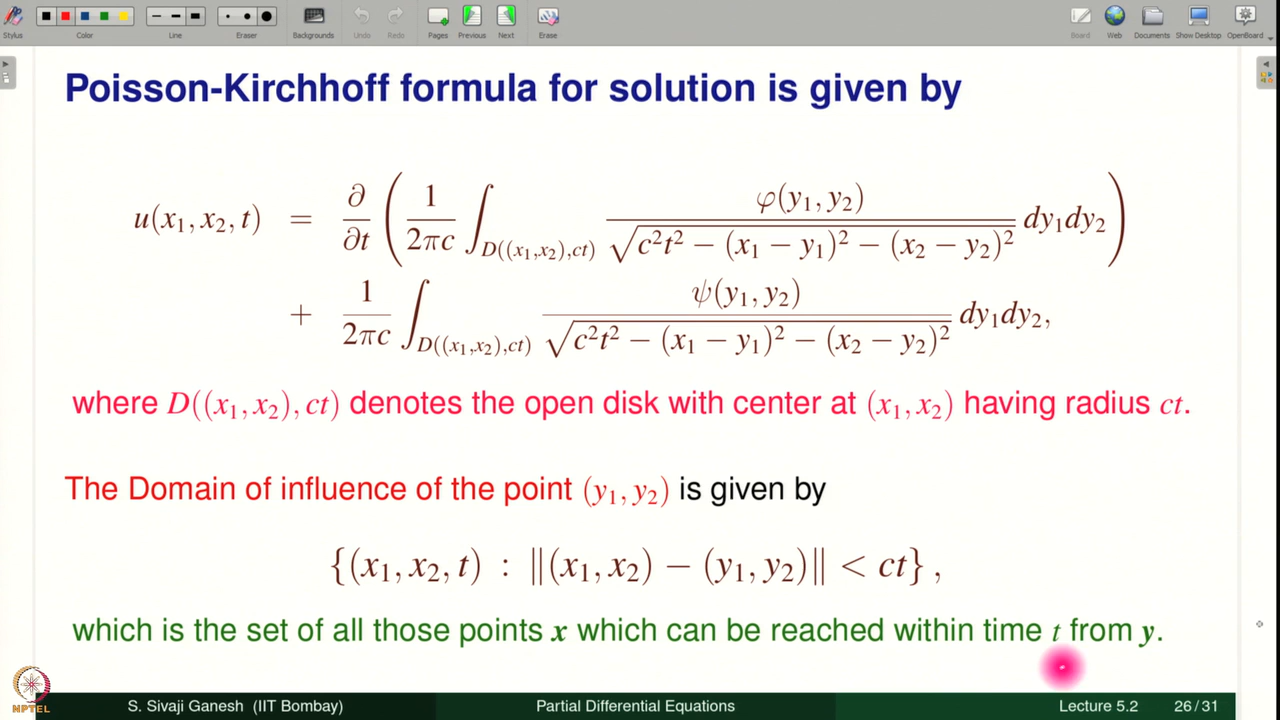 Stylus Color Line Eraser Backgrounds Undo Redo Pages Previous Next Erase Board Web Documents Show Desktop OpenBoard
Poisson-Kirchhoff formula for solution is given by
u(x₁, x₂, t) = ∂/∂t ( 1/(2πc) ∫_{D((x₁,x₂),ct)} φ(y₁, y₂) / √(c²t² − (x₁ − y₁)² − (x₂ − y₂)²) dy₁dy₂ )
+ 1/(2πc) ∫_{D((x₁,x₂),ct)} ψ(y₁, y₂) / √(c²t² − (x₁ − y₁)² − (x₂ − y₂)²) dy₁dy₂,
where D((x₁, x₂), ct) denotes the open disk with center at (x₁, x₂) having radius ct.
The Domain of influence of the point (y₁, y₂) is given by
{(x₁, x₂, t) : ‖(x₁, x₂) − (y₁, y₂)‖ < ct} ,
which is the set of all those points x which can be reached within time t from y.
NPTEL
S. Sivaji Ganesh (IIT Bombay) Partial Differential Equations Lecture 5.2 26/31